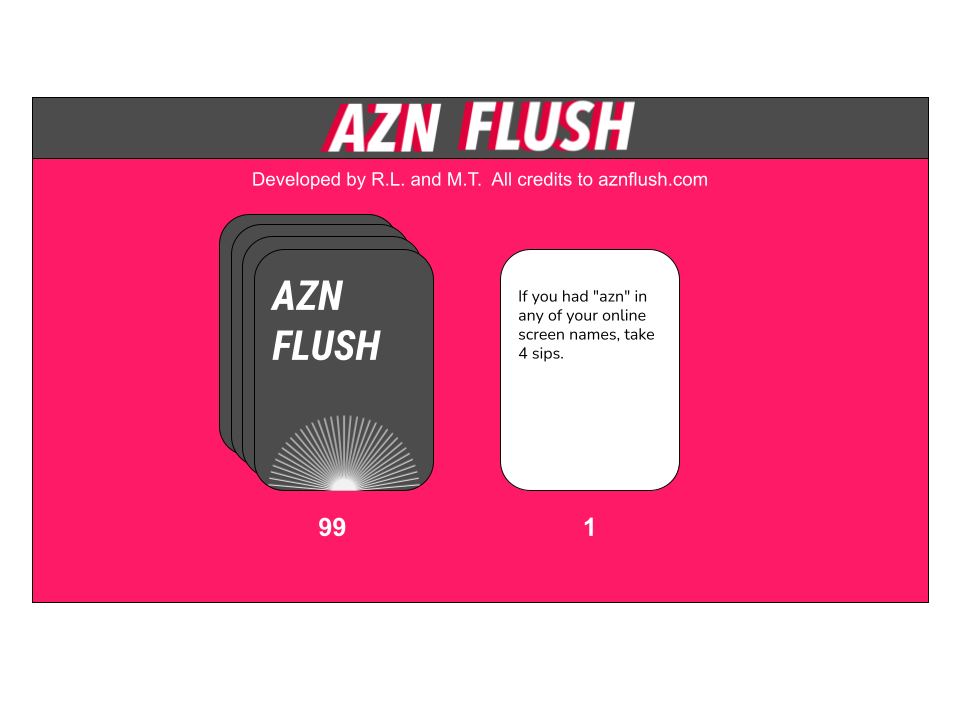 AZN FLUSH
Developed by R.L. and M.T.  All credits to aznflush.com
AZN
FLUSH
If you had "azn" in
any of your online
screen names, take
4 sips.
99
1